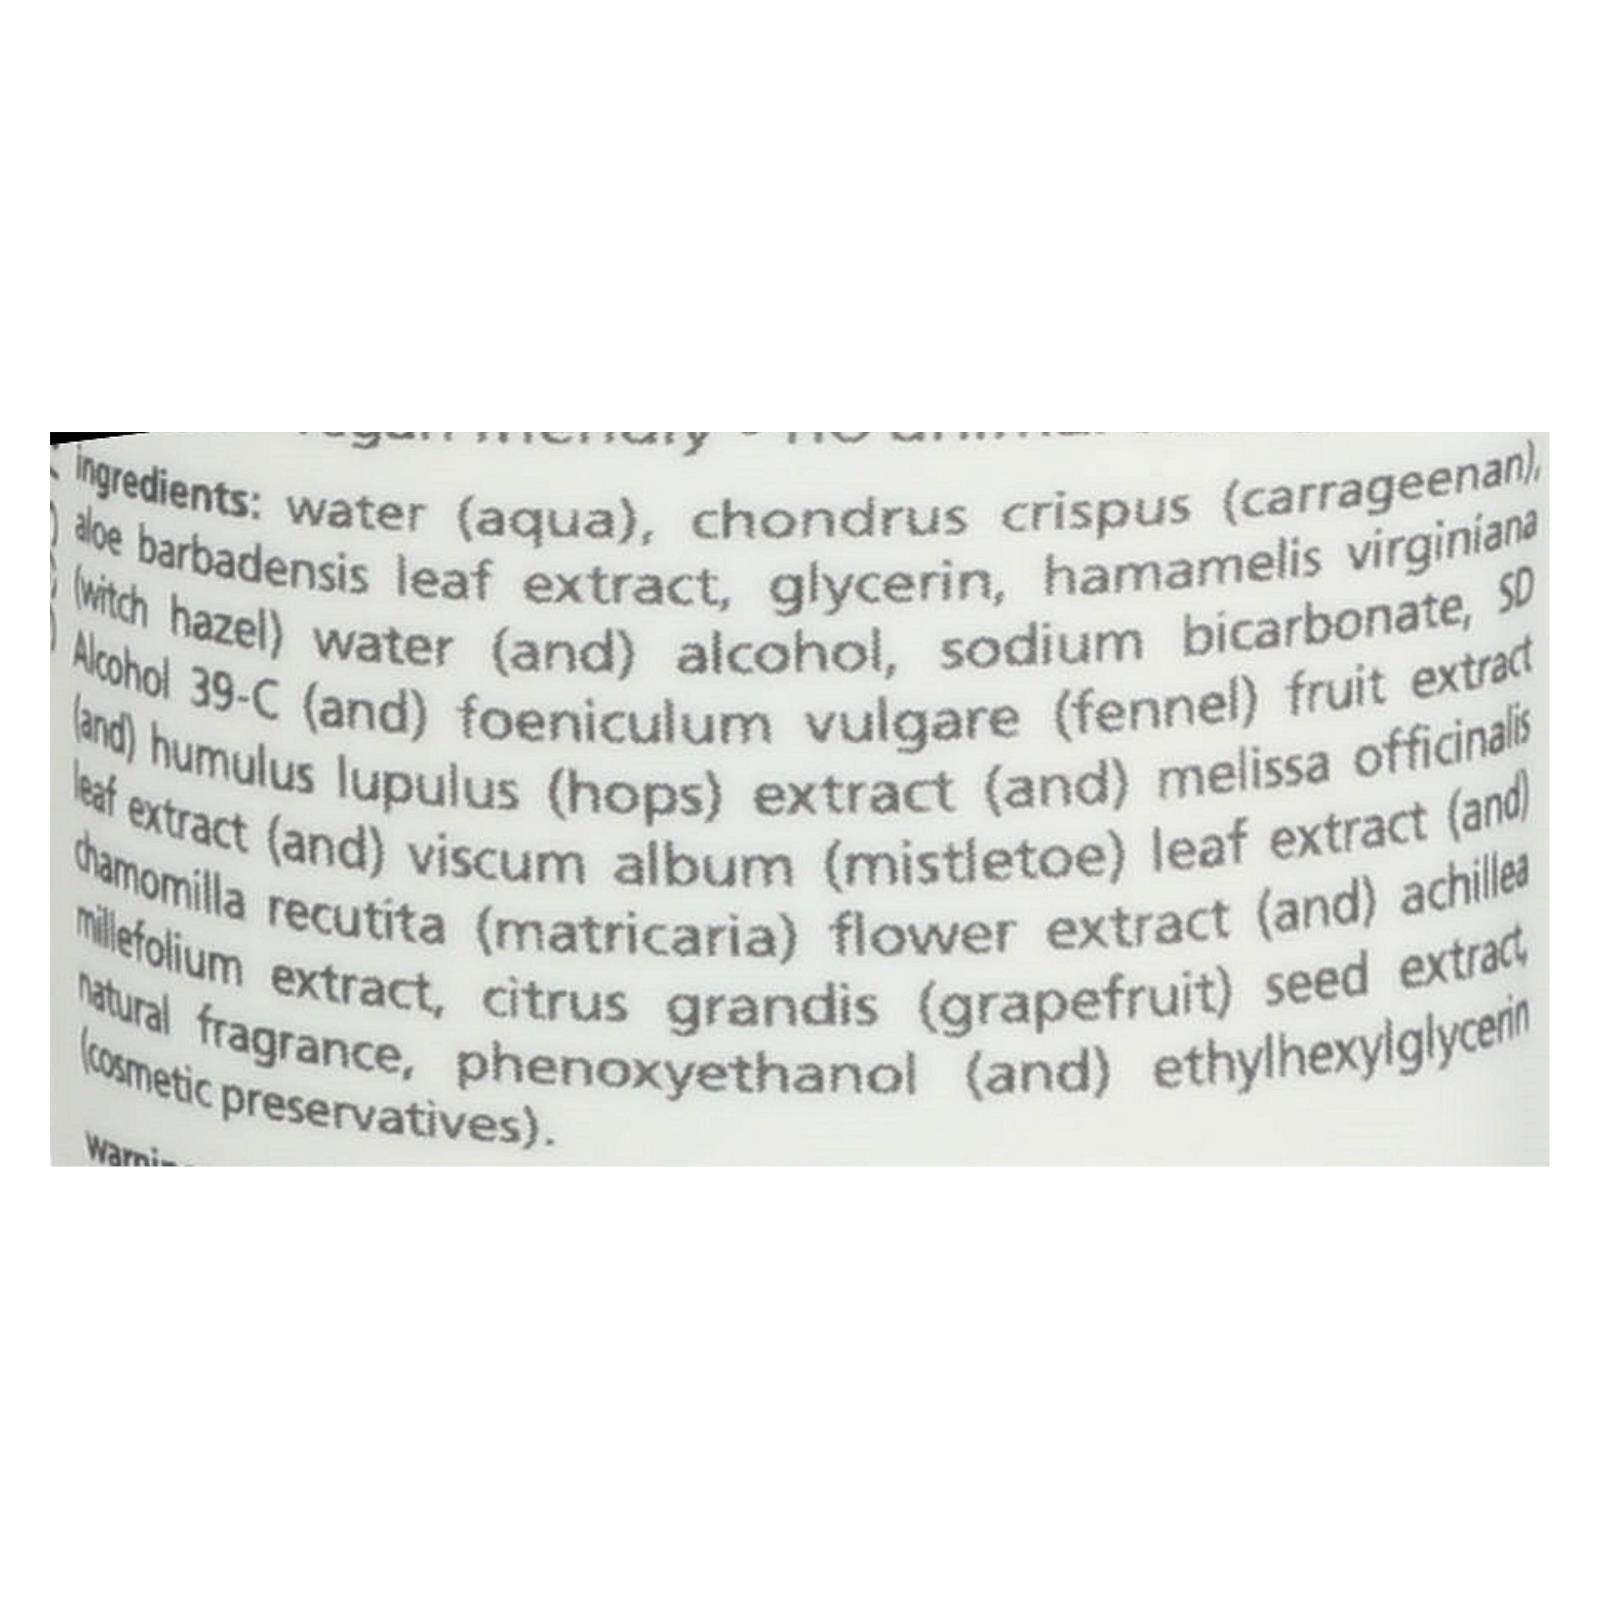 ingredients: water (aqua), chondrus crispus (carrageenan),
aloe barbadensis leaf extract, glycerin, hamamelis virginiana
(witch hazel) water (and) alcohol, sodium bicarbonate, SD
Alcohol 39-C (and) foeniculum vulgare (fennel) fruit extract
(and) humulus lupulus (hops) extract (and) melissa officinalis
leaf extract (and) viscum album (mistletoe) leaf extract (and)
chamomilla recutita (matricaria) flower extract (and) achillea
millefolium extract, citrus grandis (grapefruit) seed extract,
natural fragrance, phenoxyethanol (and) ethylhexylglycerin
(cosmetic preservatives).